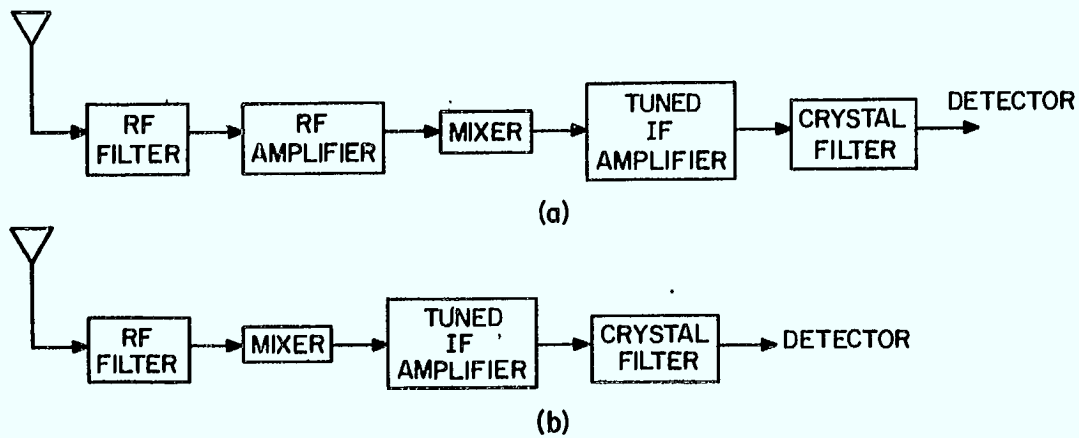 RF
FILTER
RF
AMPLIFIER
MIXER
TUNED
IF
AMPLIFIER
CRYSTAL
FILTER
DETECTOR
(a)
RF
FILTER
MIXER
TUNED
IF
AMPLIFIER
CRYSTAL
FILTER
DETECTOR
(b)